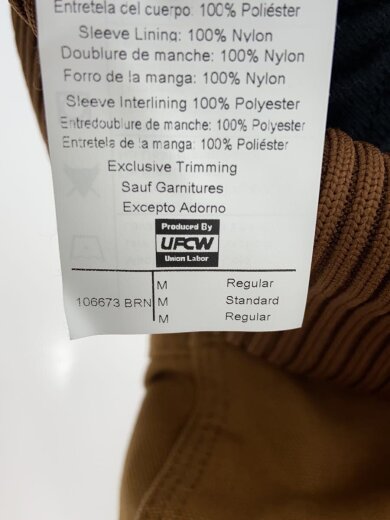 Entretela del cuerpo: 100% Poliéster
Sleeve Lining: 100% Nylon
Doublure de manche: 100% Nylon
Forro de la manga: 100% Nylon
Sleeve Interlining 100% Polyester
Entredoublure de manche: 100% Polyester
Entretela de la manga: 100% Poliéster
Exclusive Trimming
Sauf Garnitures
Excepto Adorno
Produced By
UFCW
Union Labor
M Regular
106673 BRN M Standard
M Regular